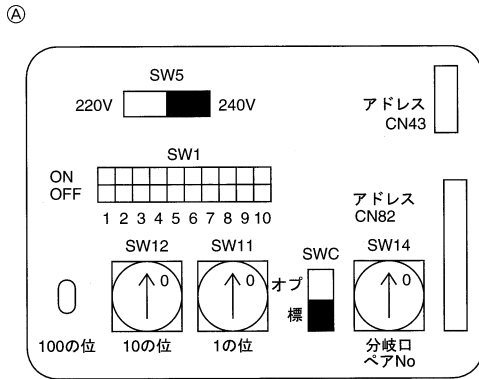 Ⓐ
SW5
220V 240V
アドレス
CN43
SW1
ON
OFF
アドレス
CN82
1 2 3 4 5 6 7 8 9 10
SW12 SW11 SWC SW14
0 0 オプ 0
標
100の位 10の位 1の位 分岐口
ペアNo